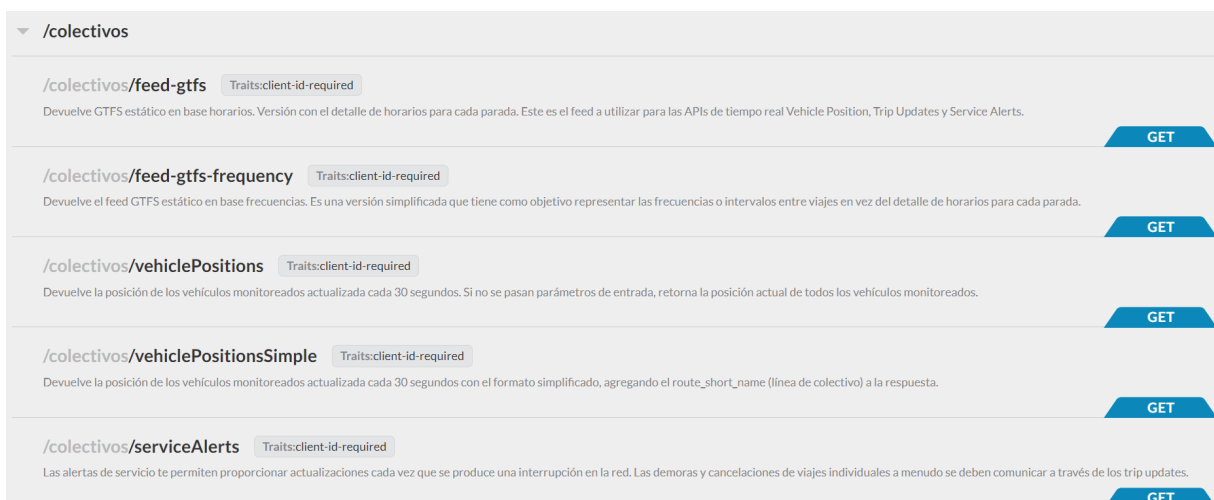 /colectivos
/colectivos/feed-gtfs Traits:client-id-required
Devuelve GTFS estático en base horarios. Versión con el detalle de horarios para cada parada. Este es el feed a utilizar para las APIs de tiempo real Vehicle Position, Trip Updates y Service Alerts.
GET
/colectivos/feed-gtfs-frequency Traits:client-id-required
Devuelve el feed GTFS estático en base frecuencias. Es una versión simplificada que tiene como objetivo representar las frecuencias o intervalos entre viajes en vez del detalle de horarios para cada parada.
GET
/colectivos/vehiclePositions Traits:client-id-required
Devuelve la posición de los vehículos monitoreados actualizada cada 30 segundos. Si no se pasan parámetros de entrada, retorna la posición actual de todos los vehículos monitoreados.
GET
/colectivos/vehiclePositionsSimple Traits:client-id-required
Devuelve la posición de los vehículos monitoreados actualizada cada 30 segundos con el formato simplificado, agregando el route_short_name (línea de colectivo) a la respuesta.
GET
/colectivos/serviceAlerts Traits:client-id-required
Las alertas de servicio te permiten proporcionar actualizaciones cada vez que se produce una interrupción en la red. Las demoras y cancelaciones de viajes individuales a menudo se deben comunicar a través de los trip updates.
GET